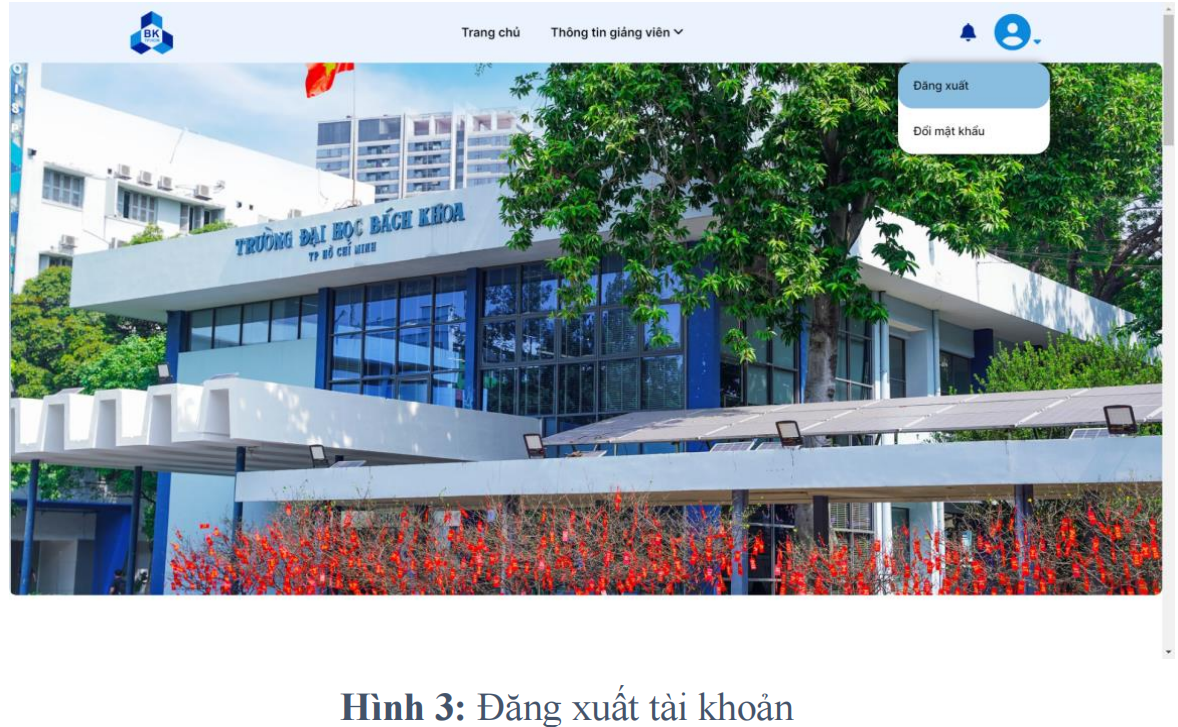 BK
Trang chủ Thông tin giảng viên
Đăng xuất
Đổi mật khẩu
TRƯỜNG ĐẠI HỌC BÁCH KHOA
TP HỒ CHÍ MINH
Hình 3: Đăng xuất tài khoản